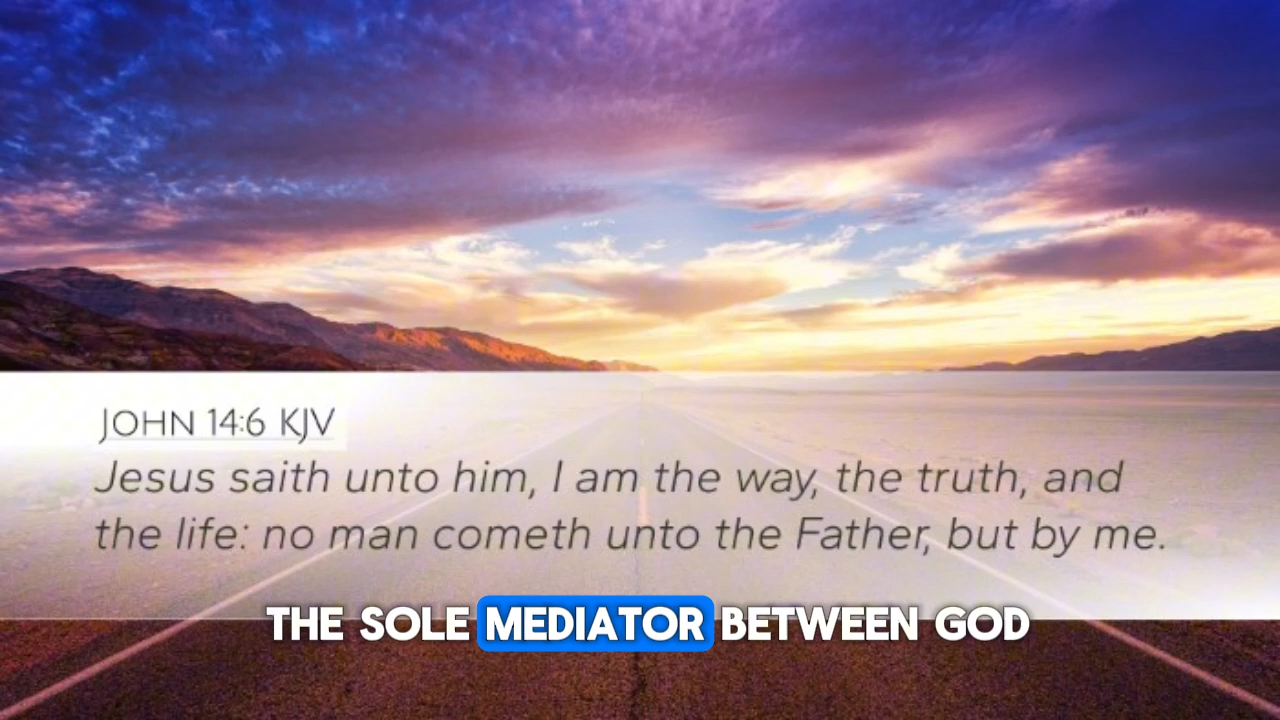 JOHN 14:6 KJV
Jesus saith unto him, I am the way, the truth, and
the life: no man cometh unto the Father, but by me.
THE SOLE MEDIATOR BETWEEN GOD